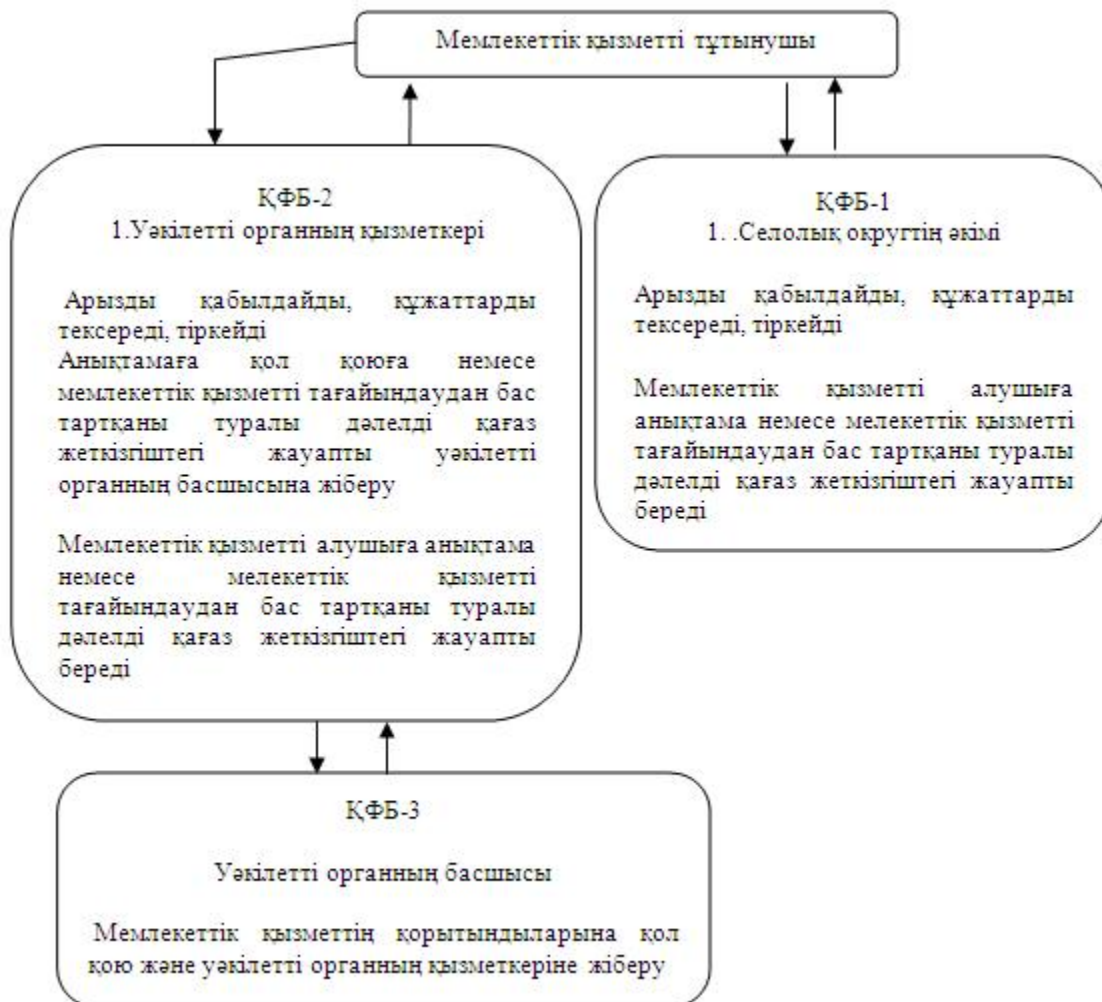 Мемлекеттік қызметті тұтынушы
ҚФБ-2
1.Уәкілетті органның қызметкері
Арызды қабылдайды, құжаттарды
тексереді, тіркейді
Анықтамаға қол қоюға немесе
мемлекеттік қызметті тағайындаудан бас
тартқаны туралы дәлелді қағаз
жеткізгіштегі жауапты уәкілетті
органның басшысына жіберу
Мемлекеттік қызметті алушыға анықтама
немесе мелекеттік қызметті
тағайындаудан бас тартқаны туралы
дәлелді қағаз жеткізгіштегі жауапты
береді
ҚФБ-1
1. .Селолық округтің әкімі
Арызды қабылдайды, құжаттарды
тексереді, тіркейді
Мемлекеттік қызметті алушыға
анықтама немесе мелекеттік қызметті
тағайындаудан бас тартқаны туралы
дәлелді қағаз жеткізгіштегі жауапты
береді
ҚФБ-3
Уәкілетті органның басшысы
Мемлекеттік қызметтің қорытындыларына қол
қою және уәкілетті органның қызметкеріне жіберу